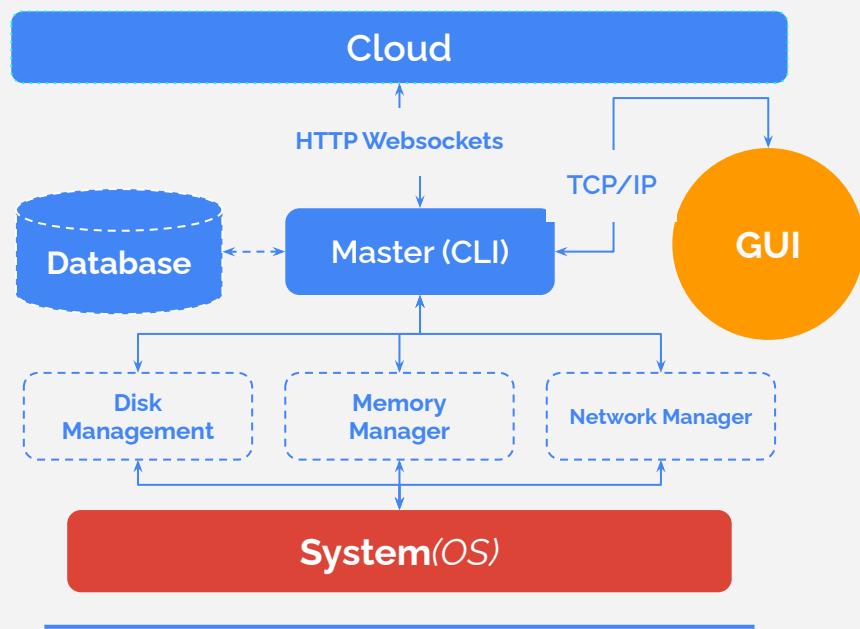 Cloud
HTTP Websockets
TCP/IP
Database
Master (CLI)
GUI
Disk
Management
Memory
Manager
Network Manager
System(OS)